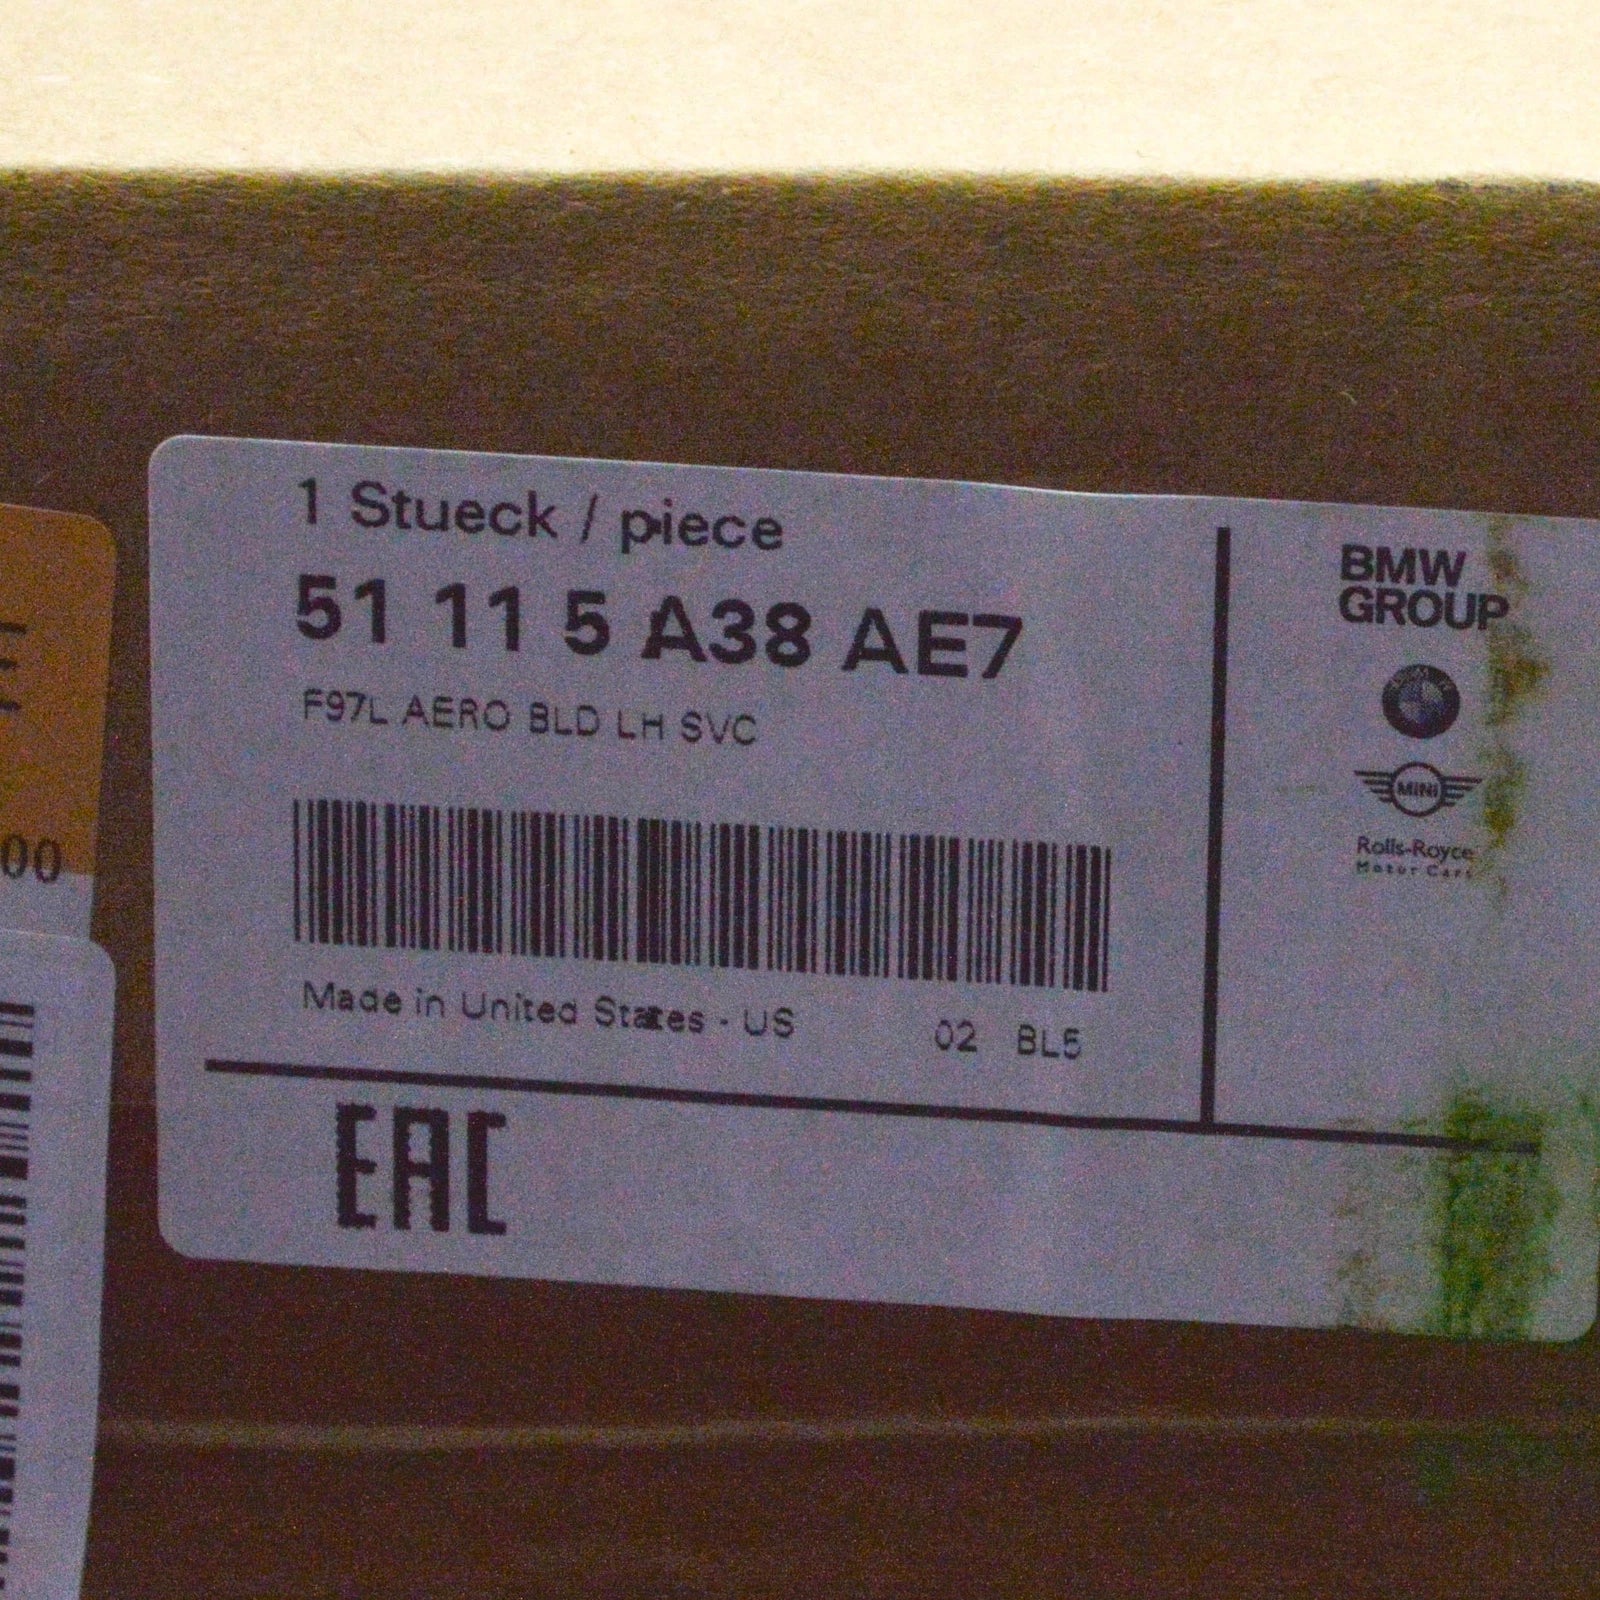 1 Stueck / piece
51 11 5 A38 AE7
F97L AERO BLD LH SVC
Made in United States - US 02 BL5
EAC
BMW
GROUP
MINI
Rolls-Royce
Motor Cars
00